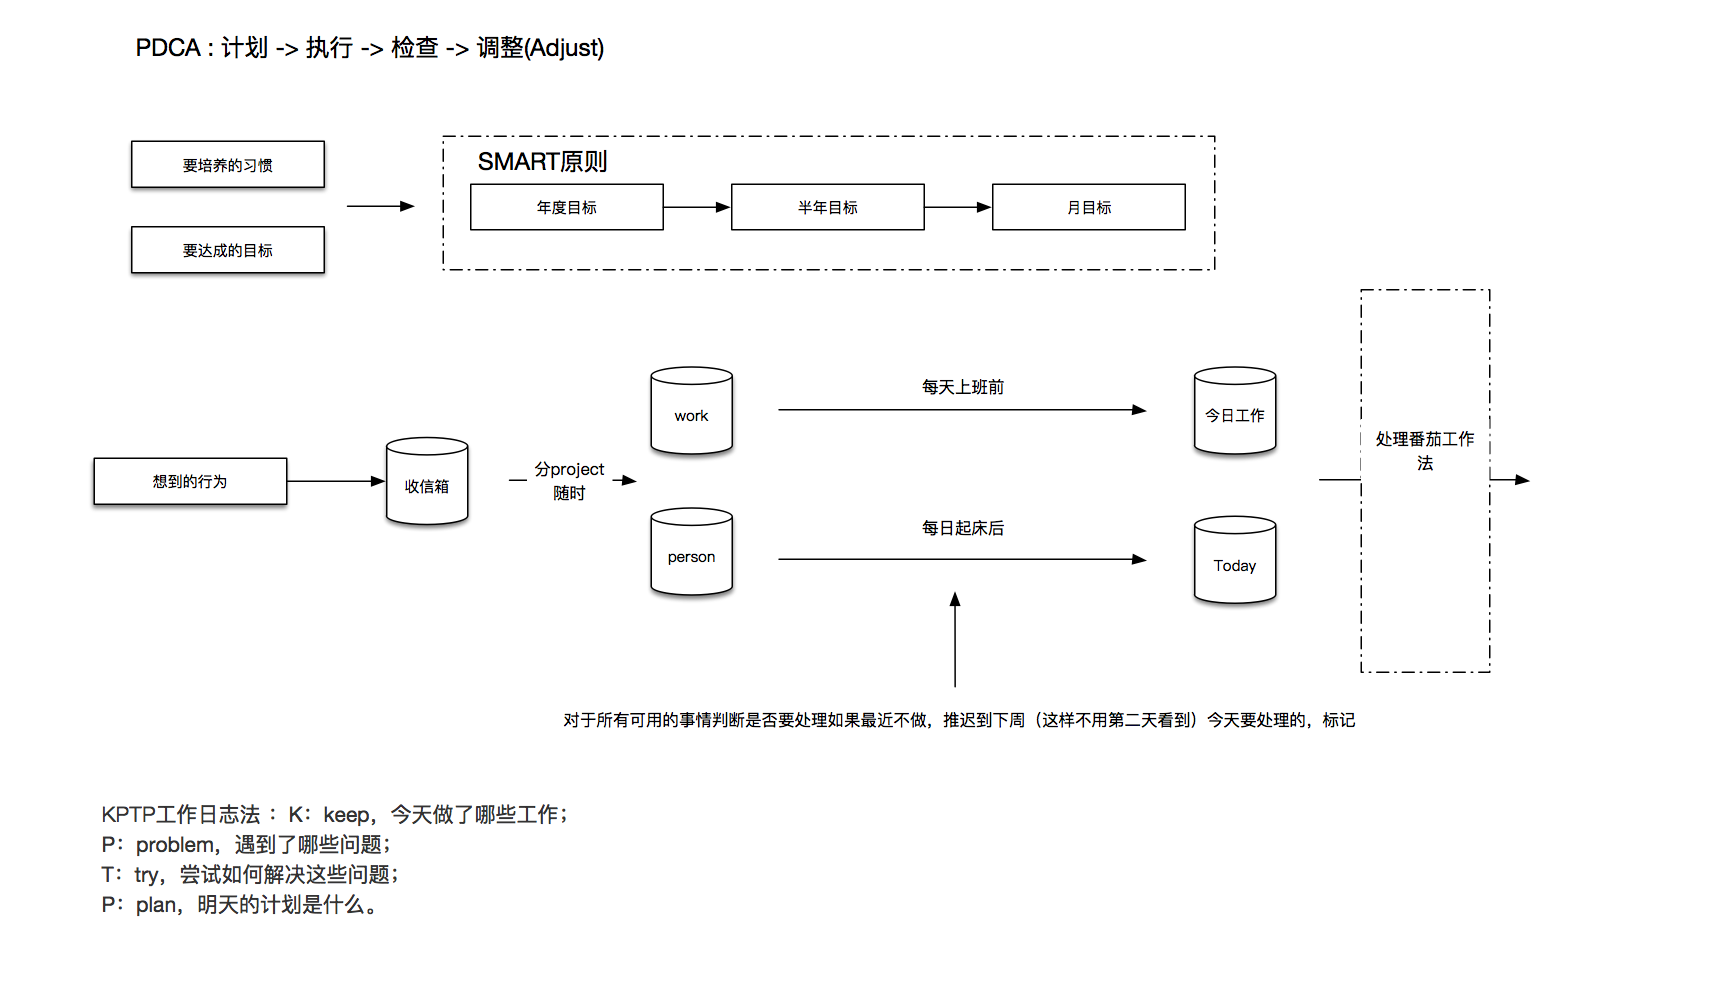 PDCA : 计划 -> 执行 -> 检查 -> 调整(Adjust)
要培养的习惯
要达成的目标
SMART原则
年度目标
半年目标
月目标
想到的行为
收信箱
分project
随时
work
person
每天上班前
每日起床后
今日工作
Today
处理番茄工作
法
对于所有可用的事情判断是否要处理如果最近不做，推迟到下周（这样不用第二天看到）今天要处理的，标记
KPTP工作日志法 ：K：keep，今天做了哪些工作；
P：problem，遇到了哪些问题；
T：try，尝试如何解决这些问题；
P：plan，明天的计划是什么。